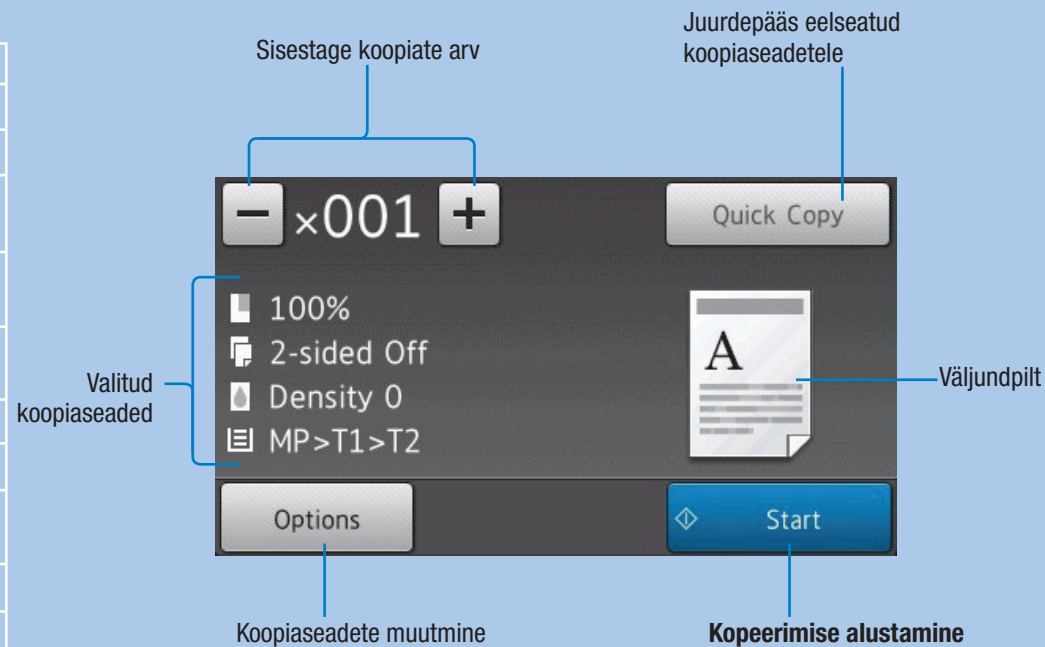 Juurdepääs eelseatud
koopiaseadetele
Sisestage koopiate arv
− ×001 +
Quick Copy
100%
2-sided Off
Density 0
MP>T1>T2
A
Valitud
koopiaseaded
Väljundpilt
Options
Start
Koopiaseadete muutmine
Kopeerimise alustamine